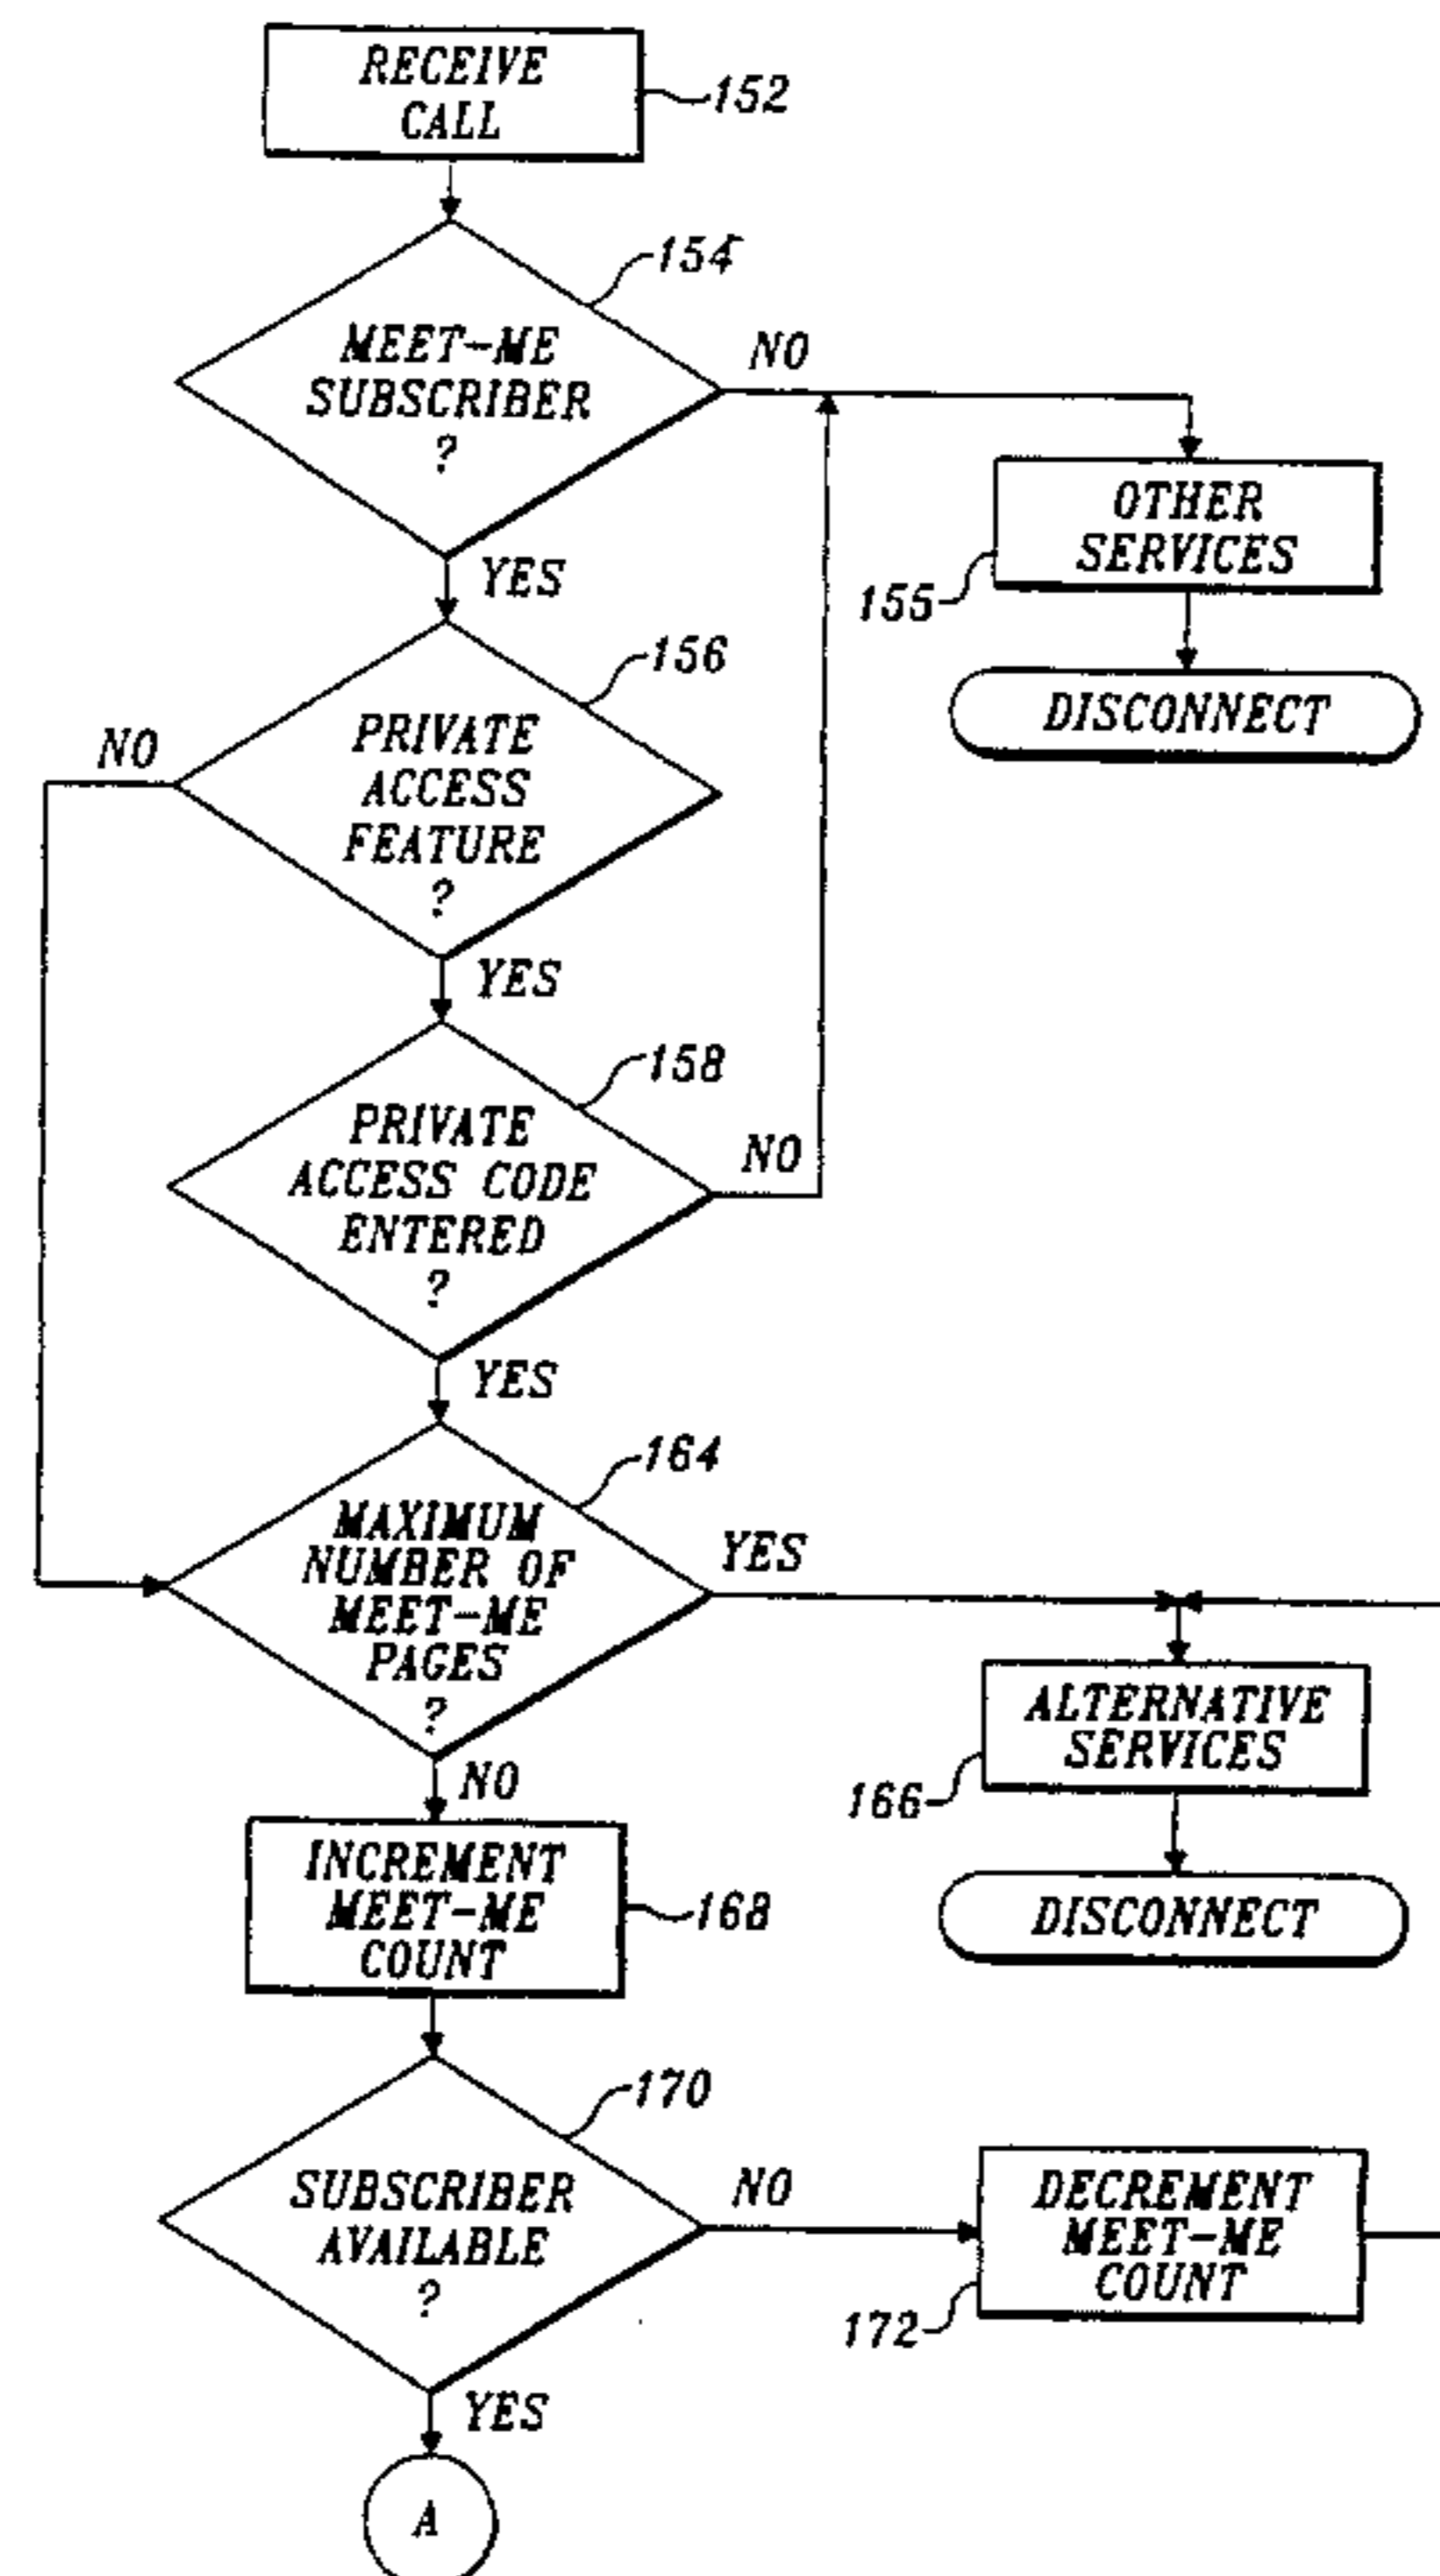 RECEIVE
CALL
152
154
MEET-ME
SUBSCRIBER
?
NO
YES
OTHER
SERVICES
155
DISCONNECT
156
PRIVATE
ACCESS
FEATURE
?
NO
YES
158
PRIVATE
ACCESS CODE
ENTERED
?
NO
YES
164
MAXIMUM
NUMBER OF
MEET-ME
PAGES
?
YES
NO
ALTERNATIVE
SERVICES
166
DISCONNECT
INCREMENT
MEET-ME
COUNT
168
170
SUBSCRIBER
AVAILABLE
?
NO
YES
DECREMENT
MEET-ME
COUNT
172
A